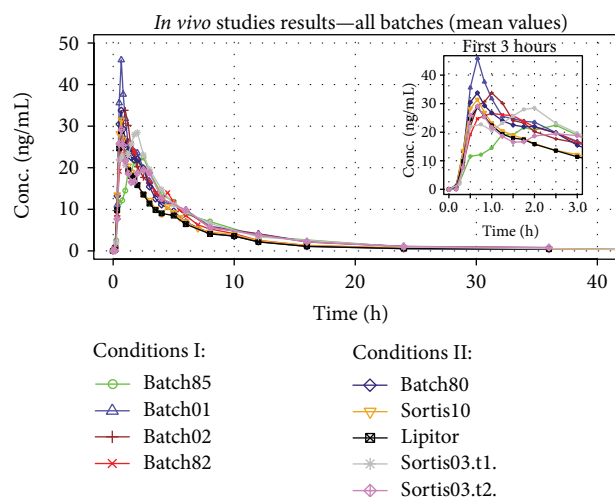 In vivo studies results—all batches (mean values)
First 3 hours
Conc. (ng/mL)
50
40
30
20
10
0
Conc. (ng/mL)
40
30
20
10
0
0.0 1.0 2.0 3.0
Time (h)
0 10 20 30 40
Time (h)
Conditions I:
Batch85
Batch01
Batch02
Batch82
Conditions II:
Batch80
Sortis10
Lipitor
Sortis03.t1.
Sortis03.t2.